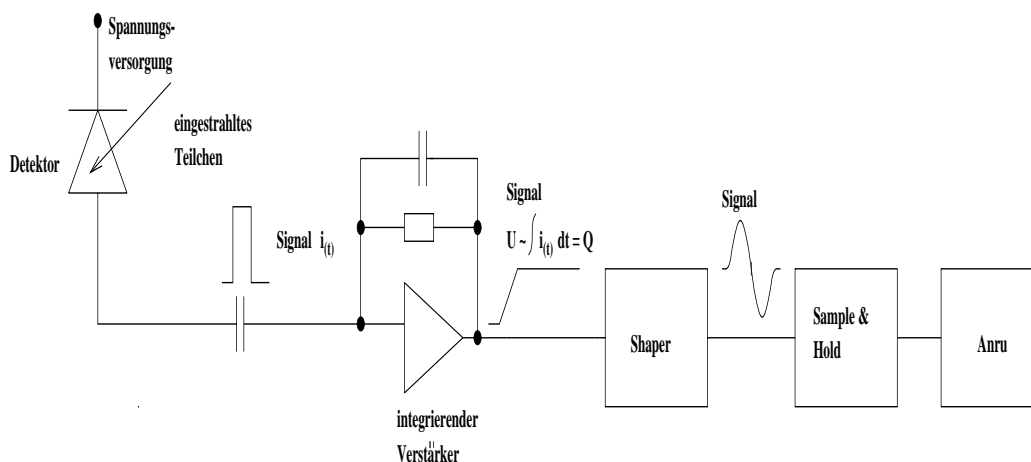 Spannungs-
versorgung
eingestrahltes
Teilchen
Detektor
Signal i(t)
Signal
U ~ ∫ i(t) dt = Q
Signal
Shaper
Sample &
Hold
Anru
integrierender
Verstärker